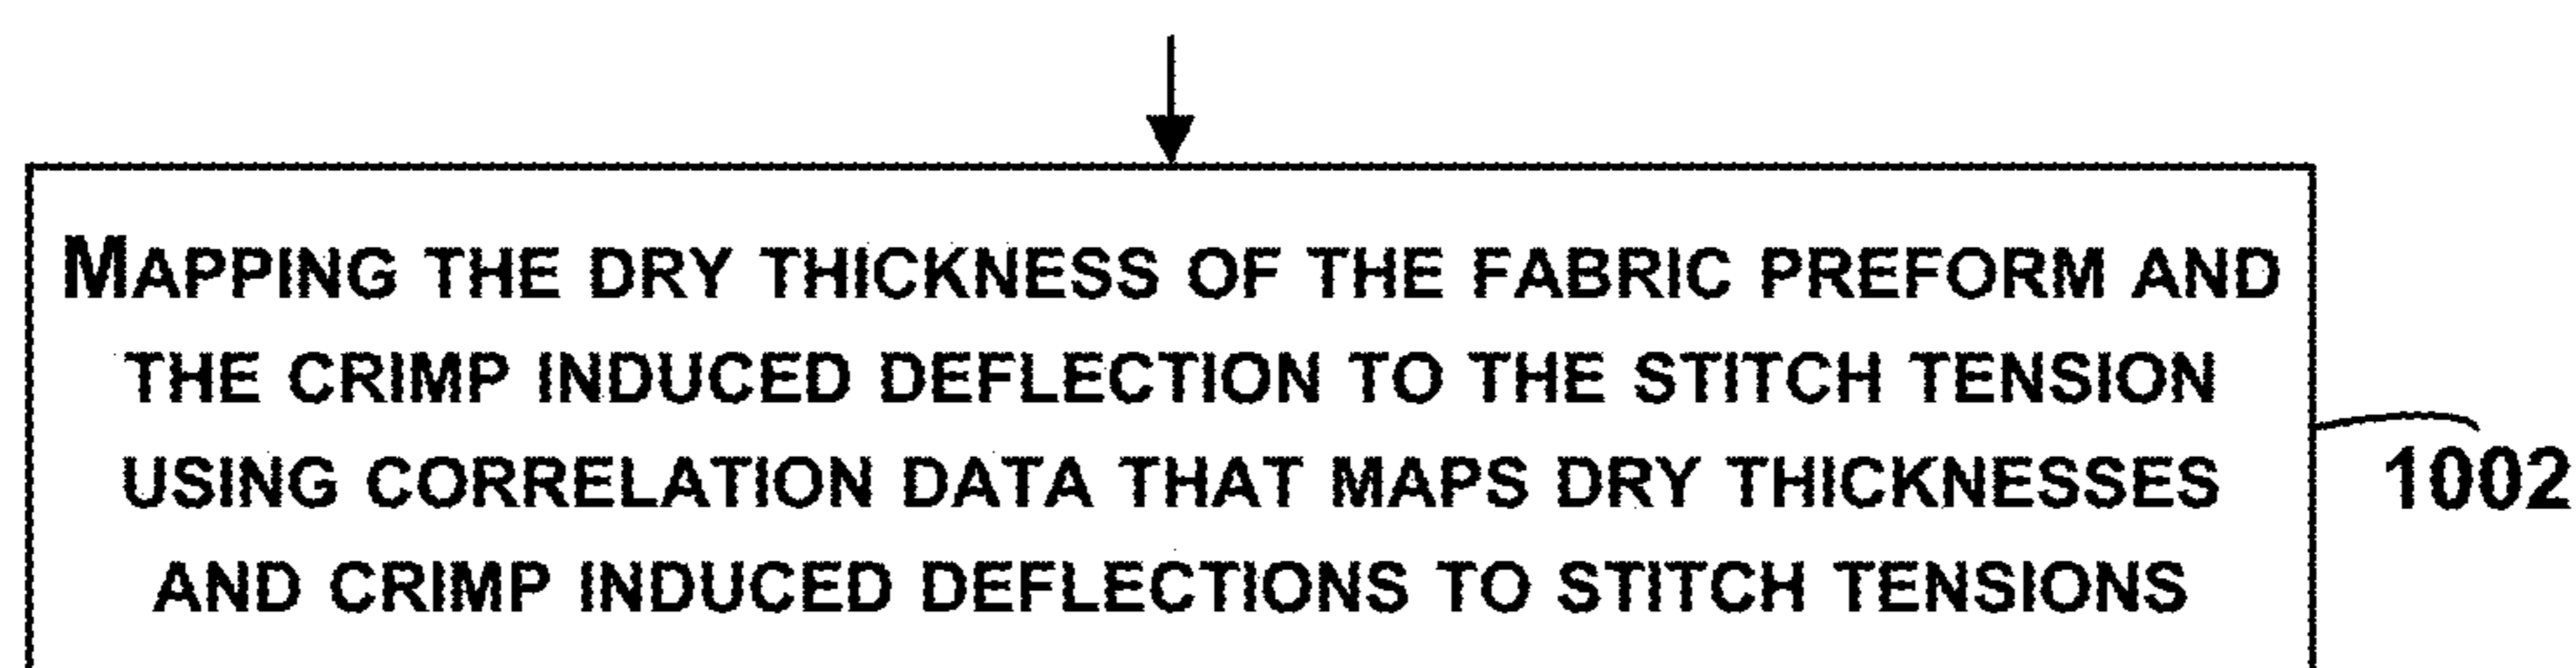 MAPPING THE DRY THICKNESS OF THE FABRIC PREFORM AND
THE CRIMP INDUCED DEFLECTION TO THE STITCH TENSION
USING CORRELATION DATA THAT MAPS DRY THICKNESSES
AND CRIMP INDUCED DEFLECTIONS TO STITCH TENSIONS
1002